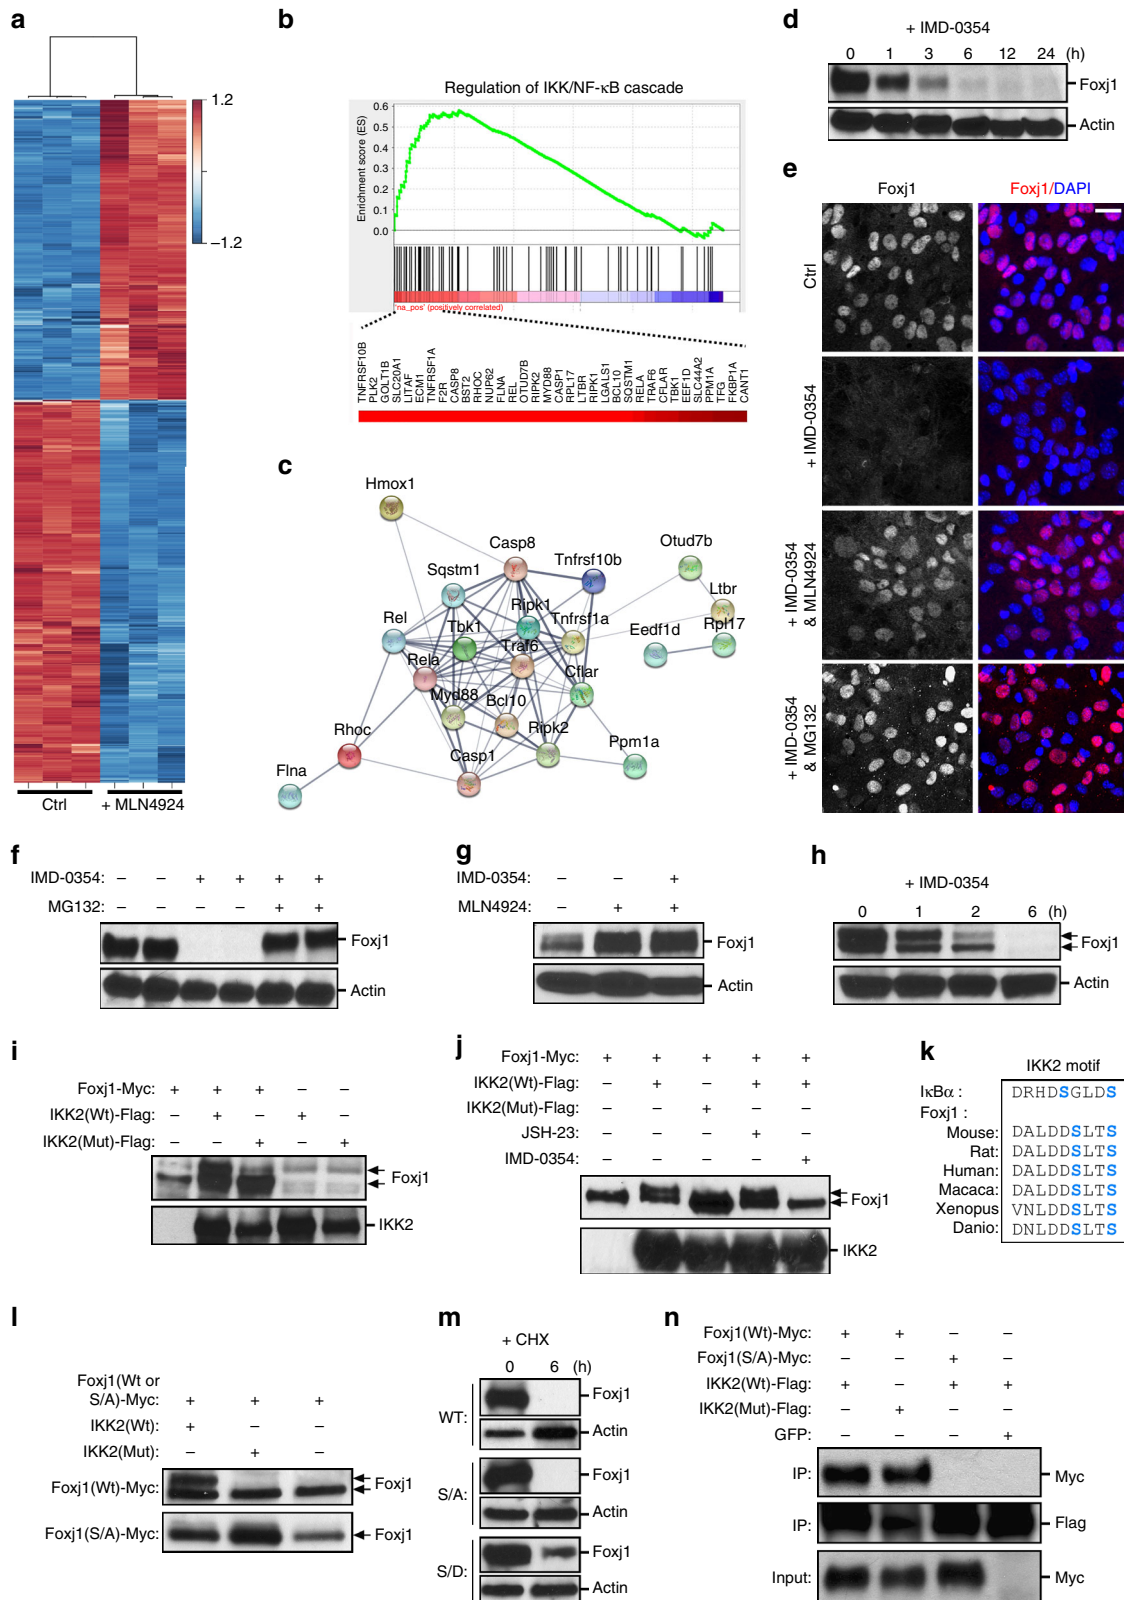 a
1.2
−1.2
Ctrl
+ MLN4924
b
Regulation of IKK/NF-κB cascade
Enrichment score (ES)
0.6
0.5
0.4
0.3
0.2
0.1
0.0
'na_pos' (positively correlated)
TNFRSF10B
PLK2
GOLT1B
SLC20A1
LITAF
ECM1
TNFRSF1A
F2R
CASP8
BST2
RHOC
NUP62
FLNA
REL
OTUD7B
RIPK2
MYD88
CASP1
RPL17
LTBR
RIPK1
LGALS1
BCL10
SQSTM1
RELA
TRAF6
CFLAR
TBK1
EEF1D
SLC44A2
PPM1A
TFG
FKBP1A
CANT1
c
Hmox1
Casp8
Otud7b
Sqstm1
Tnfrsf10b
Ltbr
Rel
Ripk1
Tnfrsf1a
Tbk1
Rpl17
Eedf1d
Traf6
Rela
Cflar
Myd88
Bcl10
Ripk2
Rhoc
Ppm1a
Casp1
Flna
d
+ IMD-0354
0 1 3 6 12 24 (h)
Foxj1
Actin
e
Foxj1 Foxj1/DAPI
Ctrl
+ IMD-0354
+ IMD-0354
& MLN4924
+ IMD-0354
& MG132
f
IMD-0354: – – + + + +
MG132: – – – – + +
Foxj1
Actin
g
IMD-0354: – – +
MLN4924: – + +
Foxj1
Actin
h
+ IMD-0354
0 1 2 6 (h)
Foxj1
Actin
i
Foxj1-Myc: + + + – –
IKK2(Wt)-Flag: – + – + –
IKK2(Mut)-Flag: – – + – +
Foxj1
IKK2
j
Foxj1-Myc: + + + + +
IKK2(Wt)-Flag: – + – + +
IKK2(Mut)-Flag: – – + – –
JSH-23: – – – + –
IMD-0354: – – – – +
Foxj1
IKK2
k
IKK2 motif
IκBα : DRHDSGLDS
Foxj1 :
Mouse: DALDDSLTS
Rat: DALDDSLTS
Human: DALDDSLTS
Macaca: DALDDSLTS
Xenopus VNLDDSLTS
Danio: DNLDDSLTS
l
Foxj1(Wt or
S/A)-Myc: + + +
IKK2(Wt): + – –
IKK2(Mut): – + –
Foxj1(Wt)-Myc: Foxj1
Foxj1(S/A)-Myc: Foxj1
m
+ CHX
0 6 (h)
WT: Foxj1
Actin
S/A: Foxj1
Actin
S/D: Foxj1
Actin
n
Foxj1(Wt)-Myc: + + – –
Foxj1(S/A)-Myc: – – + –
IKK2(Wt)-Flag: + – + +
IKK2(Mut)-Flag: – + – –
GFP: – – – +
IP: Myc
IP: Flag
Input: Myc